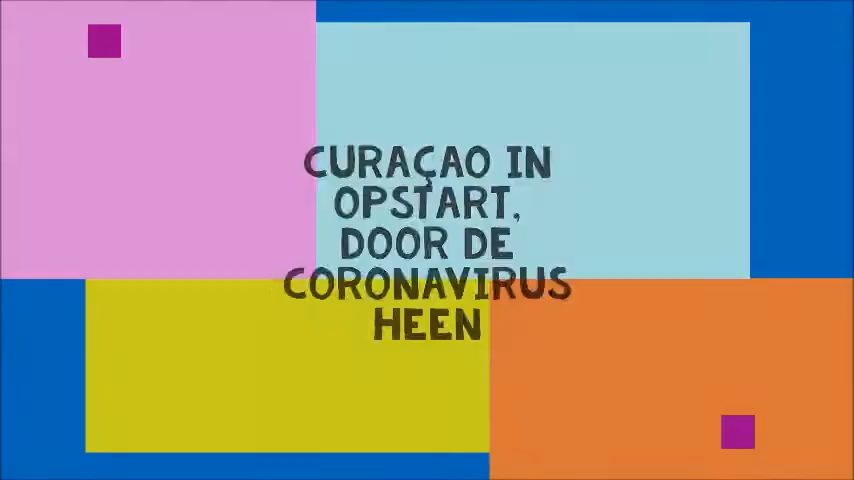 CURAÇAO IN
OPSTART,
DOOR DE
CORONAVIRUS
HEEN